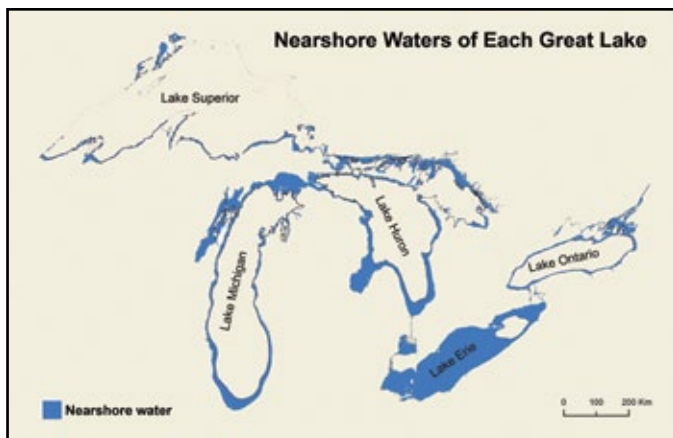 Nearshore Waters of Each Great Lake
Lake Superior
Lake Huron
Lake Michigan
Lake Ontario
Lake Erie
Nearshore water
0 100 200 Km